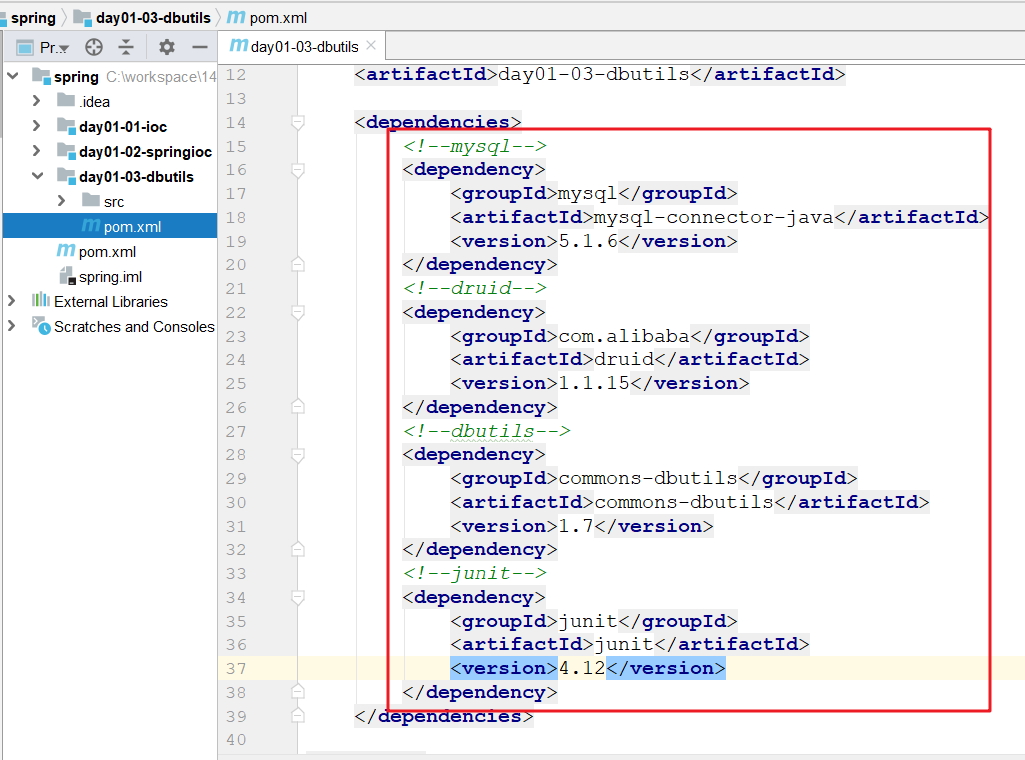 spring day01-03-dbutils m pom.xml
Pr.. m day01-03-dbutils
spring C:\workspace\14
.idea
day01-01-ioc
day01-02-springioc
day01-03-dbutils
src
m pom.xml
m pom.xml
spring.iml
External Libraries
Scratches and Consoles
12 <artifactId>day01-03-dbutils</artifactId>
13
14 <dependencies>
15 <!--mysql-->
16 <dependency>
17 <groupId>mysql</groupId>
18 <artifactId>mysql-connector-java</artifactId>
19 <version>5.1.6</version>
20 </dependency>
21 <!--druid-->
22 <dependency>
23 <groupId>com.alibaba</groupId>
24 <artifactId>druid</artifactId>
25 <version>1.1.15</version>
26 </dependency>
27 <!--dbutils-->
28 <dependency>
29 <groupId>commons-dbutils</groupId>
30 <artifactId>commons-dbutils</artifactId>
31 <version>1.7</version>
32 </dependency>
33 <!--junit-->
34 <dependency>
35 <groupId>junit</groupId>
36 <artifactId>junit</artifactId>
37 <version>4.12</version>
38 </dependency>
39 </dependencies>
40